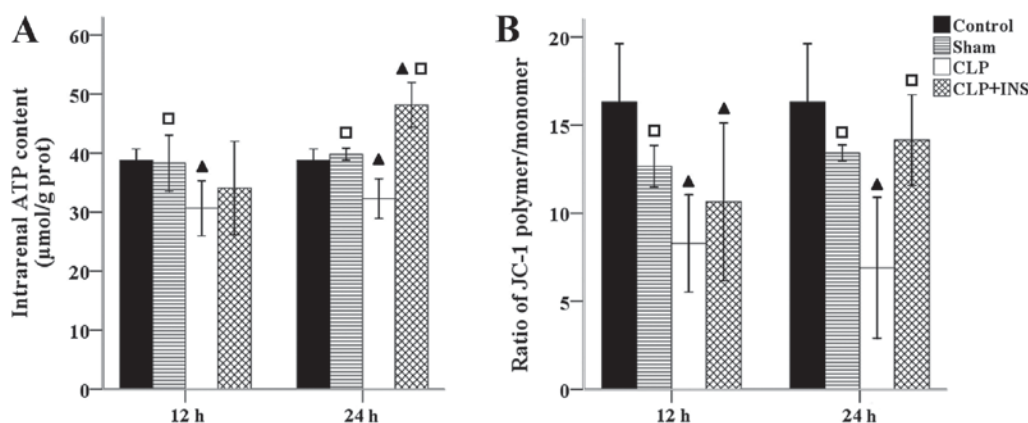 A
Intrarenal ATP content
(μmol/g prot)
60
50
40
30
20
10
0
12 h
24 h
B
Ratio of JC-1 polymer/monomer
20
15
10
5
0
12 h
24 h
Control
Sham
CLP
CLP+INS